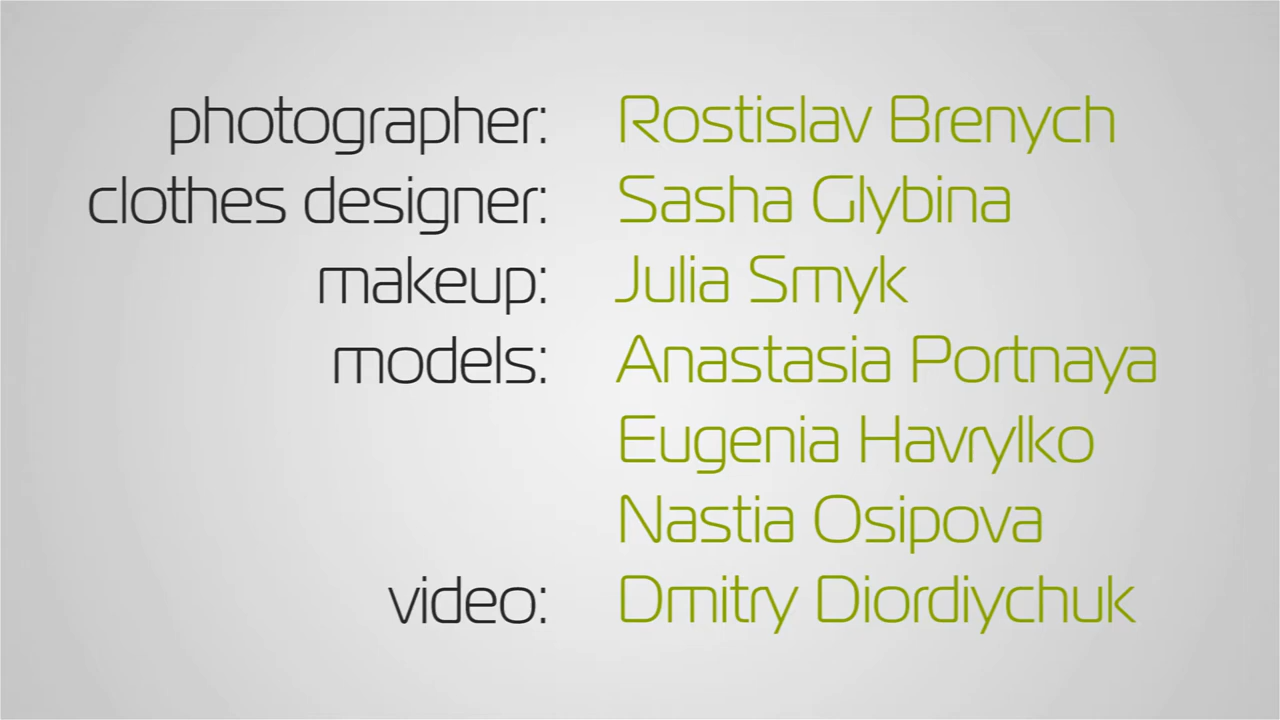 photographer: Rostislav Brenych
clothes designer: Sasha Glybina
makeup: Julia Smyk
models: Anastasia Portnaya
Eugenia Havrylko
Nastia Osipova
video: Dmitry Diordiychuk